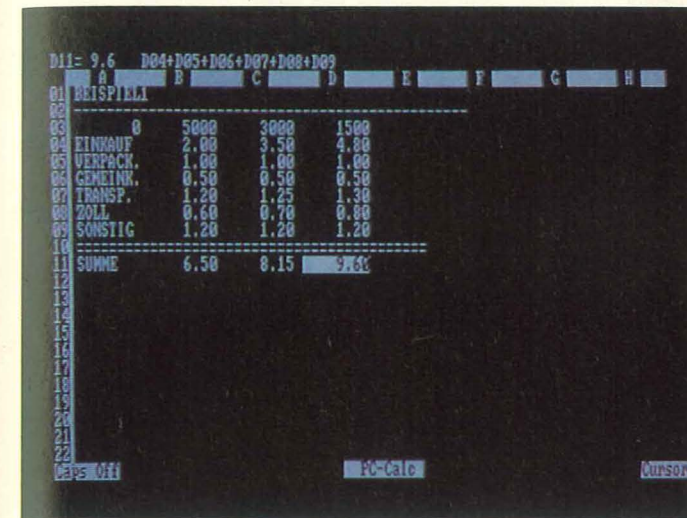 D11= 9.6 D04+D05+D06+D07+D08+D09
A B C D E F G H
01 BEISPIEL1
02 --------------------------------------------------
03 0 5000 3000 1500
04 EINKAUF 2.00 3.50 4.80
05 VERPACK. 1.00 1.00 1.00
06 GEMEINK. 0.50 0.50 0.50
07 TRANSP. 1.20 1.25 1.30
08 ZOLL 0.60 0.70 0.80
09 SONSTIG 1.20 1.20 1.20
10 =============================================
11 SUMME 6.50 8.15 9.60
12
13
14
15
16
17
18
19
20
21
22
Caps Off PC-Calc Cursor